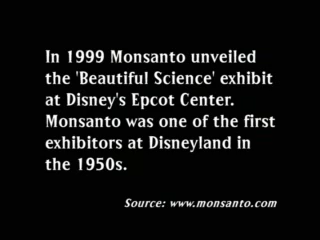 In 1999 Monsanto unveiled
the 'Beautiful Science' exhibit
at Disney's Epcot Center.
Monsanto was one of the first
exhibitors at Disneyland in
the 1950s.
Source: www.monsanto.com